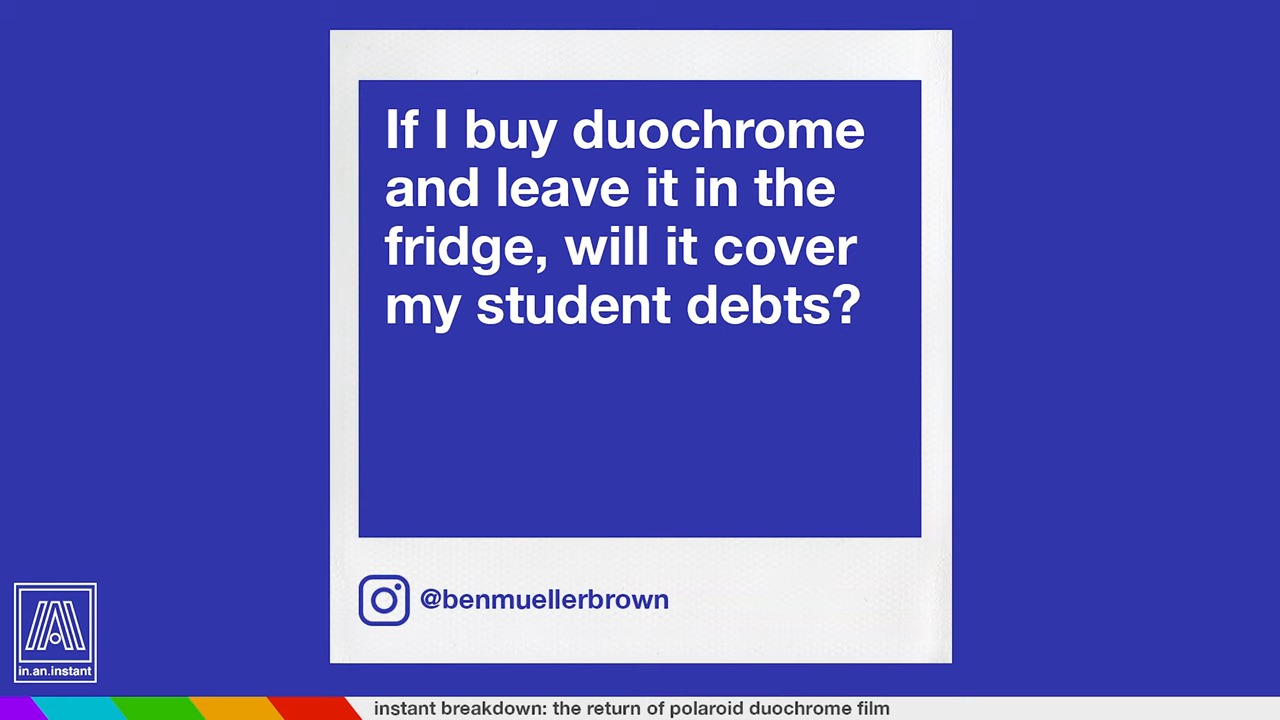 If I buy duochrome
and leave it in the
fridge, will it cover
my student debts?
@benmuellerbrown
in.an.instant
instant breakdown: the return of polaroid duochrome film